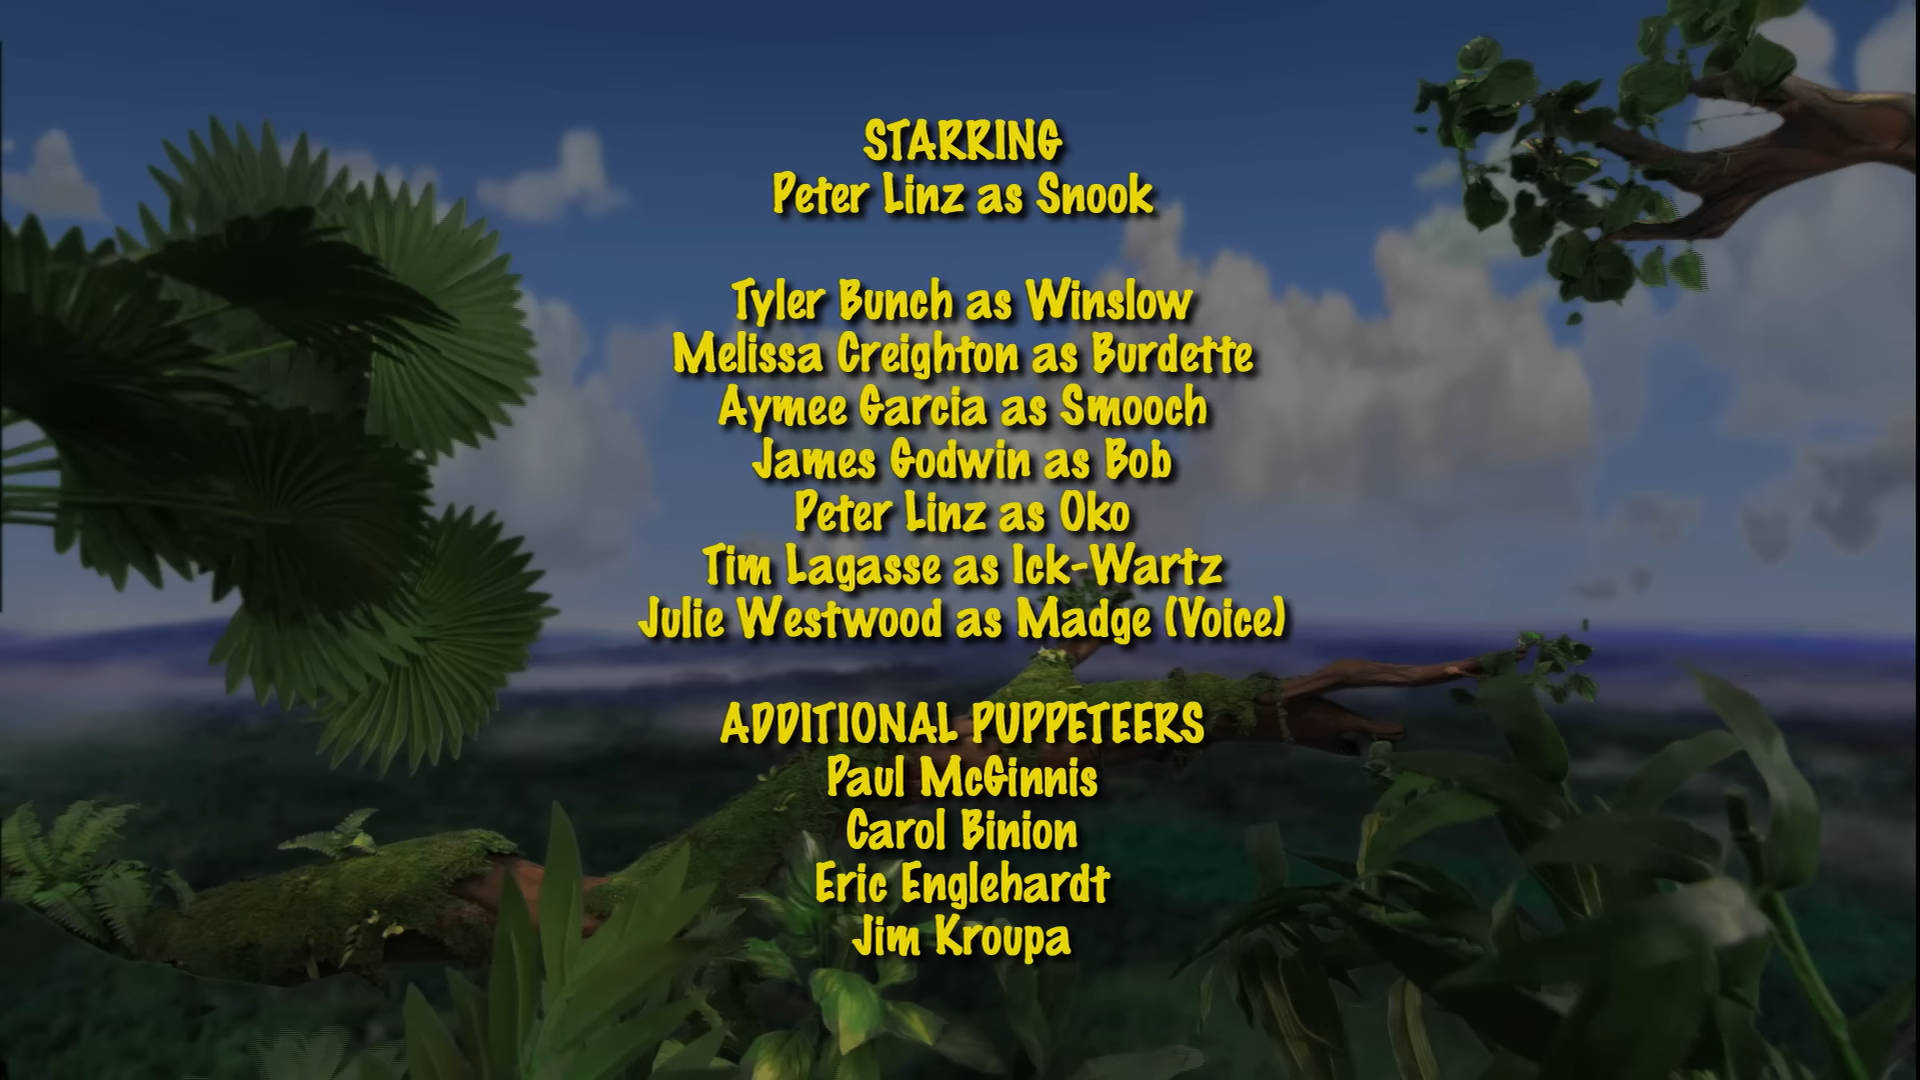 STARRING
Peter Linz as Snook
Tyler Bunch as Winslow
Melissa Creighton as Burdette
Aymee Garcia as Smooch
James Godwin as Bob
Peter Linz as Oko
Tim Lagasse as Ick-Wartz
Julie Westwood as Madge (Voice)
ADDITIONAL PUPPETEERS
Paul McGinnis
Carol Binion
Eric Englehardt
Jim Kroupa